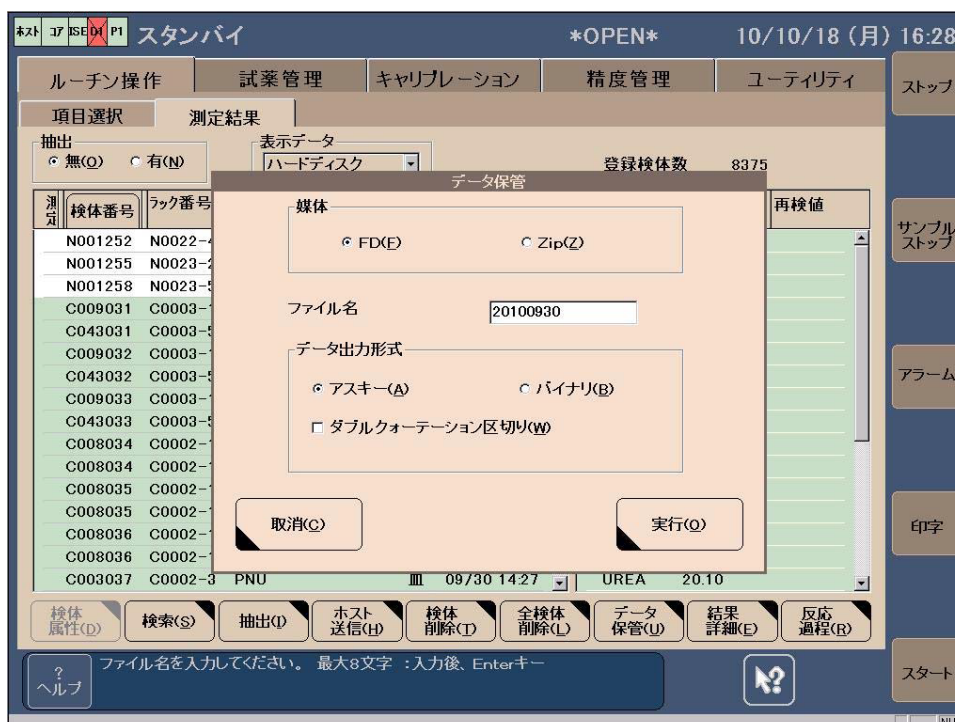 ホスト コア ISE D1 P1 スタンバイ *OPEN* 10/10/18 (月) 16:28
ルーチン操作 試薬管理 キャリブレーション 精度管理 ユーティリティ
ストップ
項目選択 測定結果
抽出 表示データ
無(O) 有(N) ハードディスク 登録検体数 8375
データ保管
測定 検体番号 ラック番号 再検値
媒体
サンプル
ストップ
N001252 N0022-
FD(F) Zip(Z)
N001255 N0023-
N001258 N0023-
C009031 C0003-
ファイル名 20100930
C043031 C0003-
C009032 C0003-
データ出力形式
C043032 C0003-
アスキー(A) バイナリ(B)
アラーム
C009033 C0003-
C043033 C0003-
ダブルクォーテーション区切り(W)
C008034 C0002-
C008034 C0002-
C008035 C0002-
C008035 C0002-
C008036 C0002-
取消(C) 実行(O)
印字
C008036 C0002-
C003037 C0002-3 PNU 皿 09/30 14:27 UREA 20.10
検体属性(D) 検索(S) 抽出(I) ホスト送信(H) 検体削除(T) 全検体削除(L) データ保管(U) 結果詳細(E) 反応過程(R)
? ヘルプ ファイル名を入力してください。 最大8文字 :入力後、Enterキー
スタート